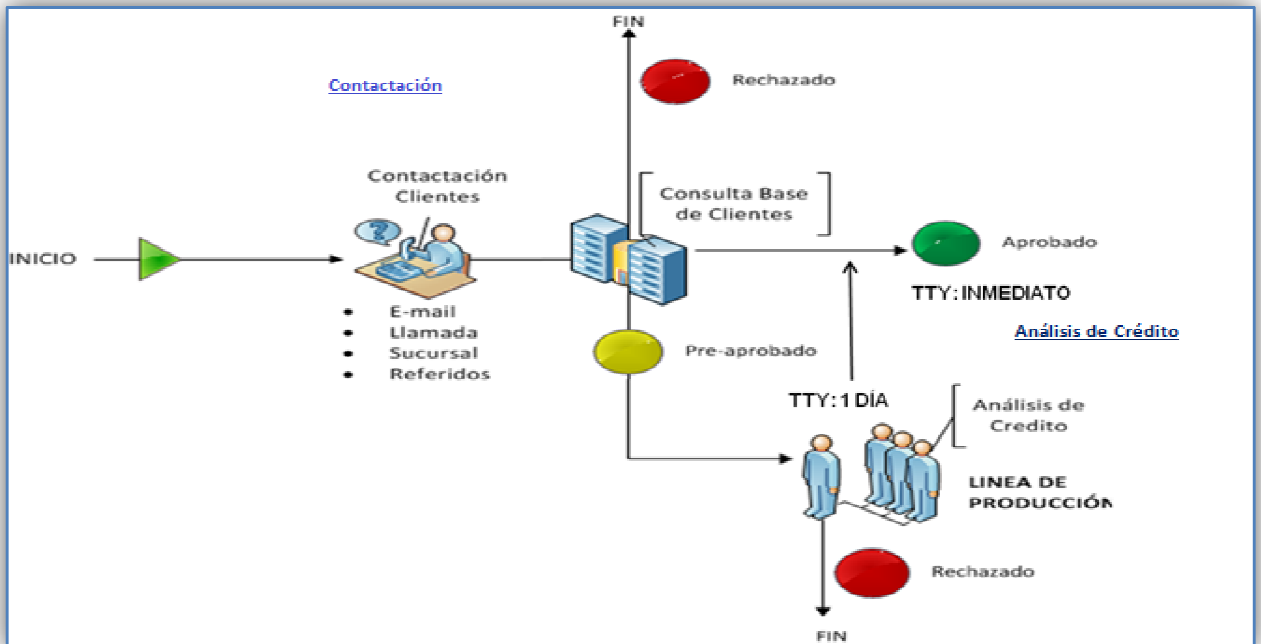 FIN
Rechazado
Contactación
Contactación
Clientes
Consulta Base
de Clientes
INICIO
Aprobado
TTY: INMEDIATO
• E-mail
• Llamada
• Sucursal
• Referidos
Análisis de Crédito
Pre-aprobado
TTY: 1 DÍA
Análisis de
Credito
LINEA DE
PRODUCCIÓN
Rechazado
FIN